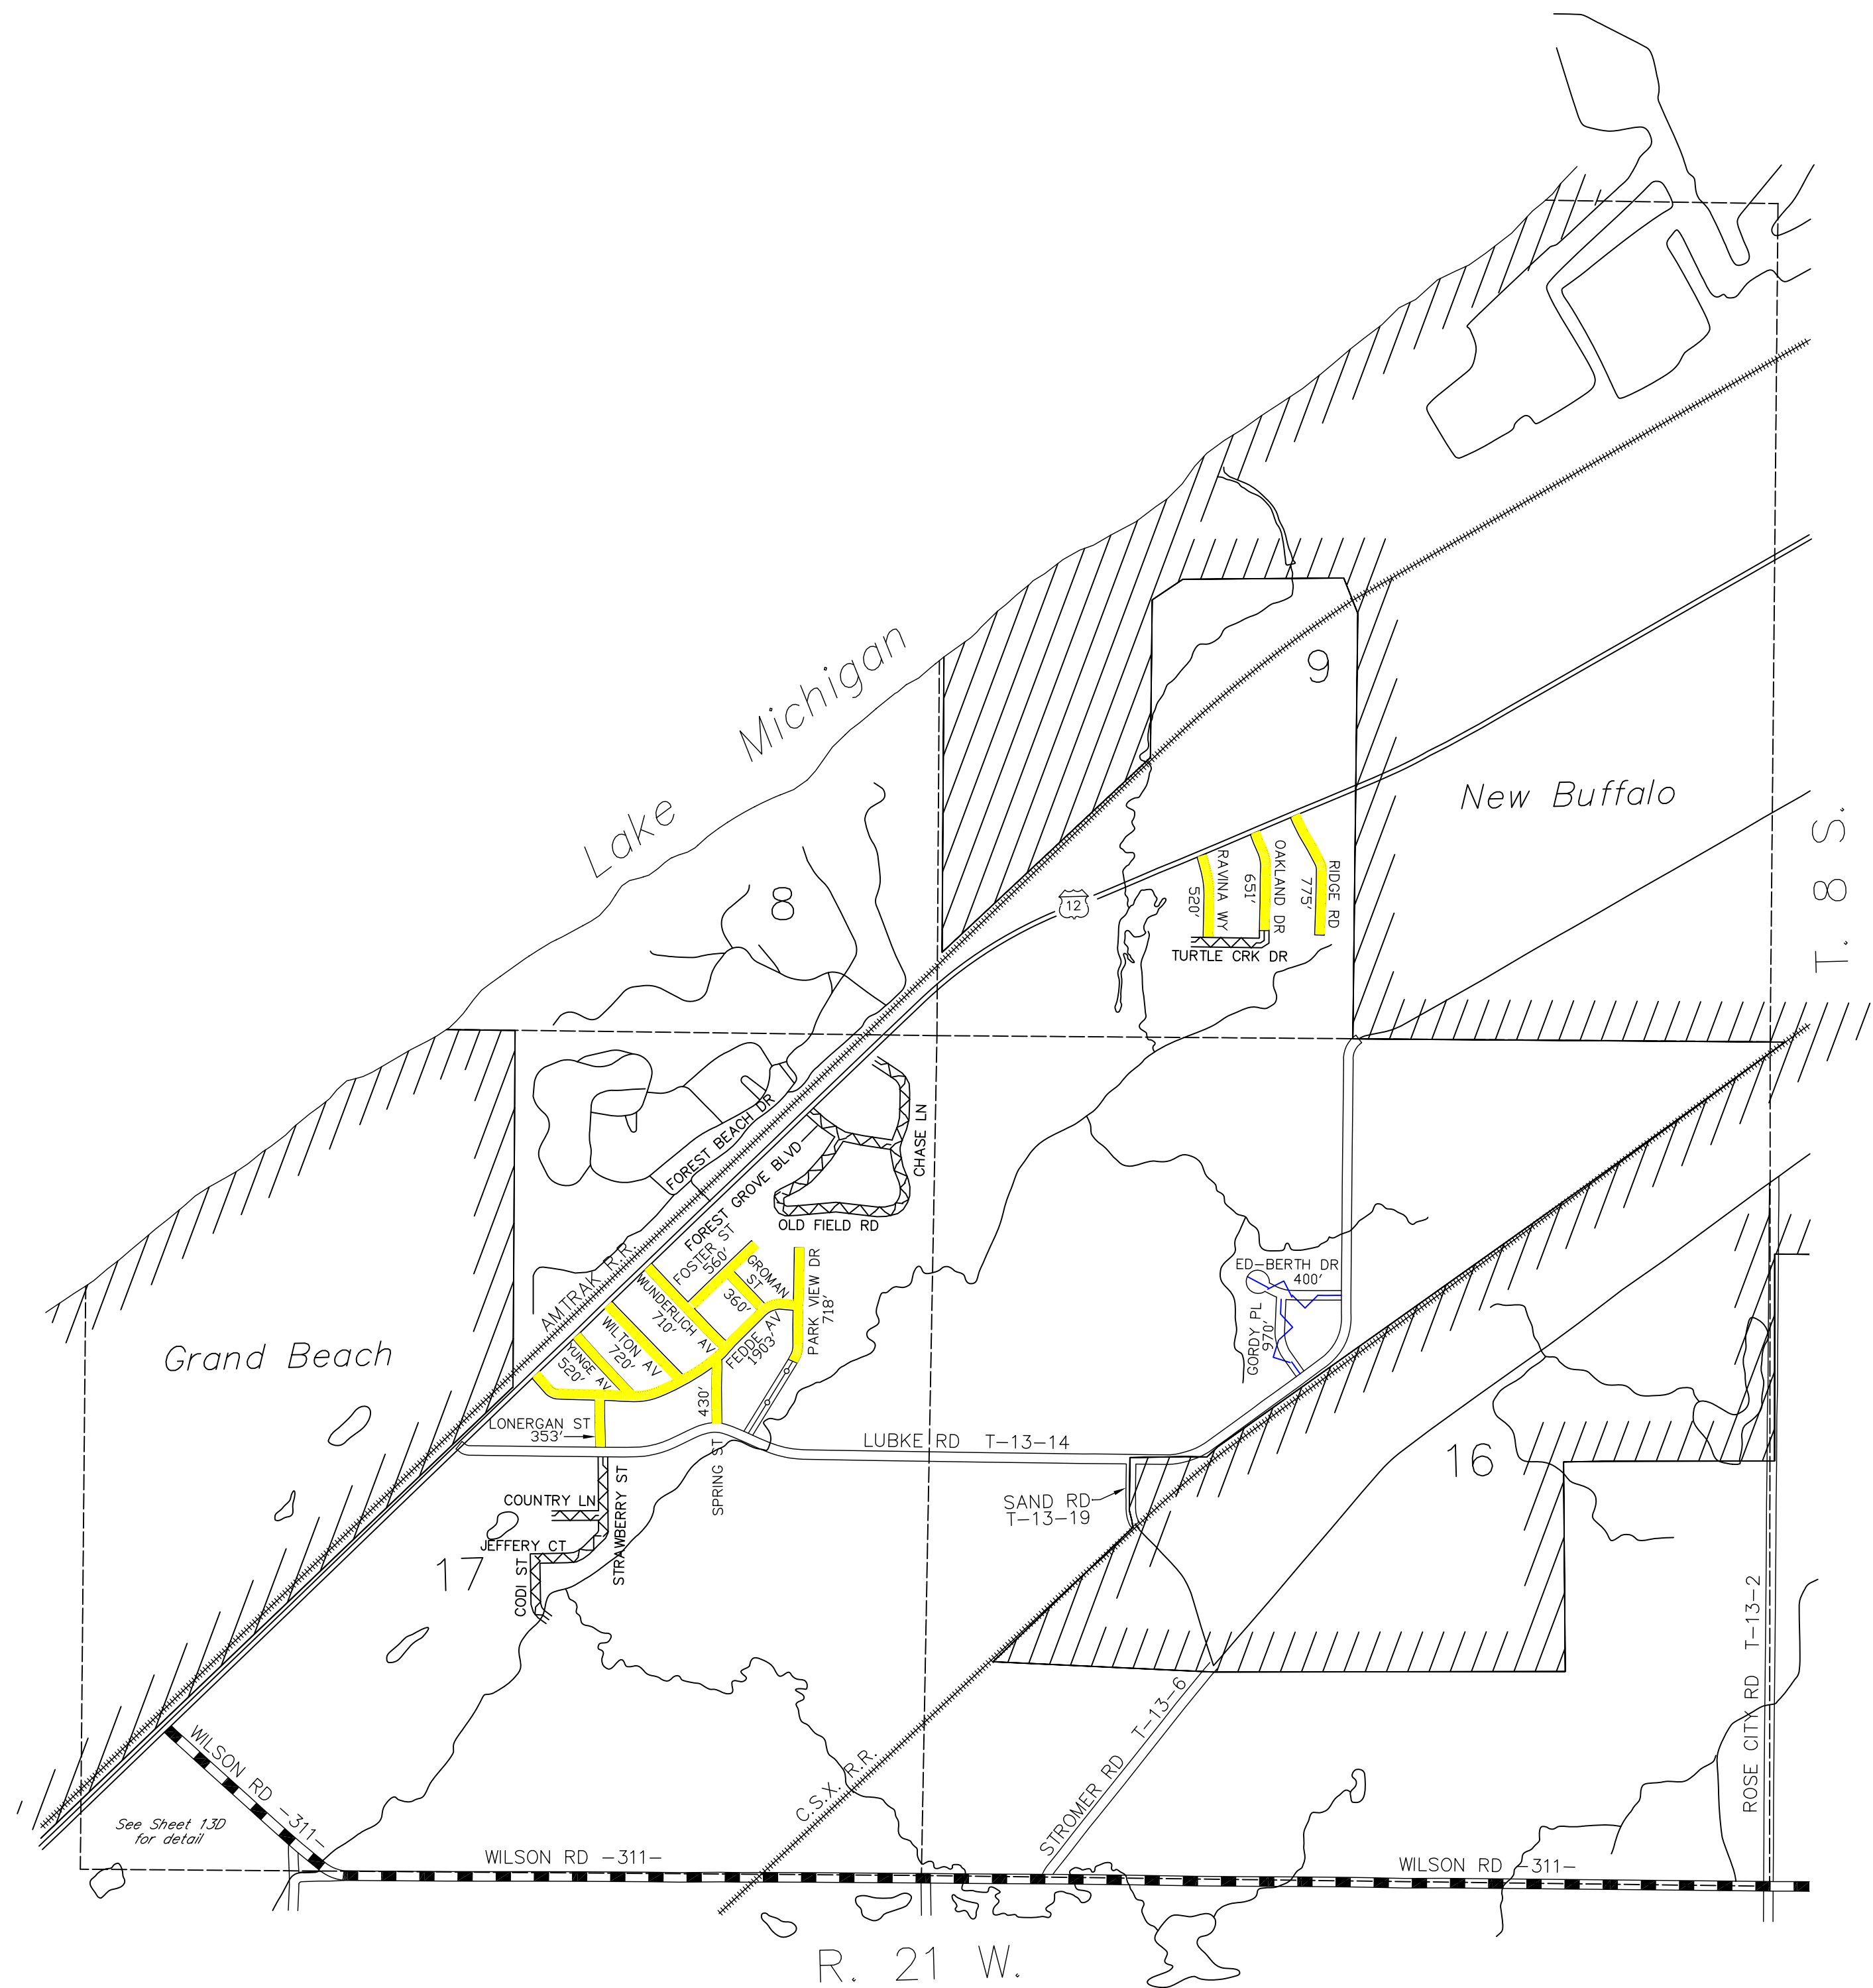 Lake Michigan
9
New Buffalo
T. 8 S.
8
12
RAVINA WY
520'
OAKLAND DR
651'
RIDGE RD
775'
TURTLE CRK DR
FOREST BEACH DR
FOREST GROVE BLVD
CHASE LN
OLD FIELD RD
AMTRAK R.R.
FOSTER ST
560'
GROMAN
ST
360'
PARK VIEW DR
718'
WUNDERLICH AV
710'
WILTON AV
720'
YUNGE AV
520'
FEDDE AV
1903'
430'
SPRING ST
LONERGAN ST
353'
ED-BERTH DR
400'
GORDY PL
970'
Grand Beach
LUBKE RD T-13-14
16
SAND RD
T-13-19
COUNTRY LN
JEFFERY CT
STRAWBERRY ST
CODI ST
17
ROSE CITY RD T-13-2
STROMER RD T-13-6
C.S.X. R.R.
WILSON RD -311-
See Sheet 13D
for detail
WILSON RD -311-
WILSON RD -311-
R. 21 W.